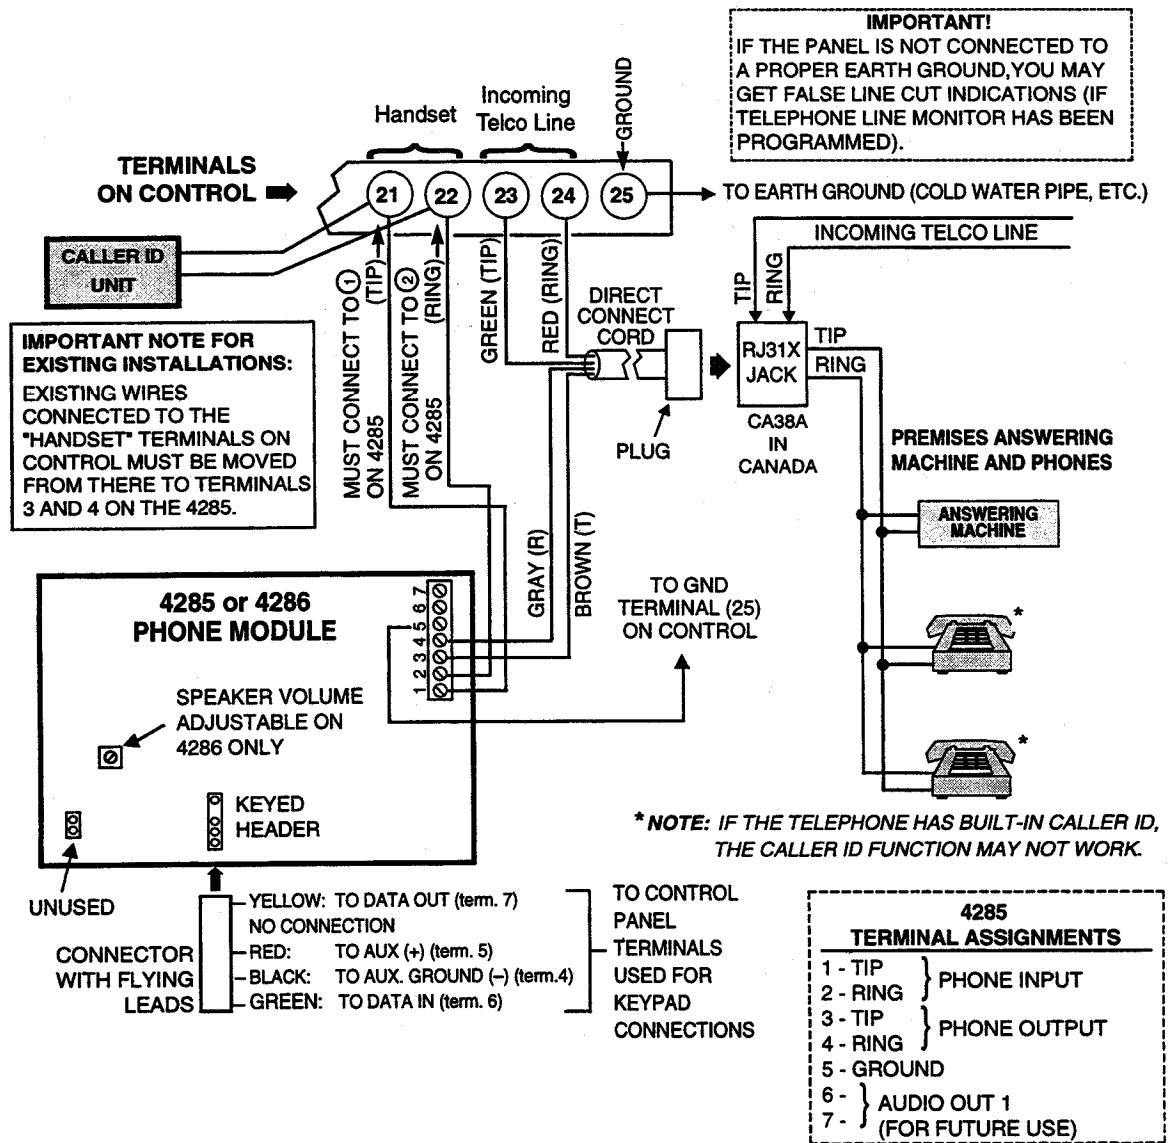 IMPORTANT!
IF THE PANEL IS NOT CONNECTED TO
A PROPER EARTH GROUND,YOU MAY
GET FALSE LINE CUT INDICATIONS (IF
TELEPHONE LINE MONITOR HAS BEEN
PROGRAMMED).
Handset
Incoming
Telco Line
GROUND
TERMINALS
ON CONTROL
21
22
23
24
25
TO EARTH GROUND (COLD WATER PIPE, ETC.)
CALLER ID
UNIT
INCOMING TELCO LINE
TIP
RING
MUST CONNECT TO 1 (TIP)
ON 4285
MUST CONNECT TO 2 (RING)
ON 4285
GREEN (TIP)
RED (RING)
DIRECT
CONNECT
CORD
PLUG
RJ31X
JACK
TIP
RING
CA38A
IN
CANADA
IMPORTANT NOTE FOR
EXISTING INSTALLATIONS:
EXISTING WIRES
CONNECTED TO THE
"HANDSET" TERMINALS ON
CONTROL MUST BE MOVED
FROM THERE TO TERMINALS
3 AND 4 ON THE 4285.
PREMISES ANSWERING
MACHINE AND PHONES
ANSWERING
MACHINE
GRAY (R)
BROWN (T)
TO GND
TERMINAL (25)
ON CONTROL
4285 or 4286
PHONE MODULE
1 2 3 4 5 6 7
SPEAKER VOLUME
ADJUSTABLE ON
4286 ONLY
KEYED
HEADER
UNUSED
*
*
* NOTE: IF THE TELEPHONE HAS BUILT-IN CALLER ID,
THE CALLER ID FUNCTION MAY NOT WORK.
CONNECTOR
WITH FLYING
LEADS
YELLOW: TO DATA OUT (term. 7)
NO CONNECTION
RED: TO AUX (+) (term. 5)
BLACK: TO AUX. GROUND (–) (term.4)
GREEN: TO DATA IN (term. 6)
TO CONTROL
PANEL
TERMINALS
USED FOR
KEYPAD
CONNECTIONS
4285
TERMINAL ASSIGNMENTS
1 - TIP
2 - RING
PHONE INPUT
3 - TIP
4 - RING
PHONE OUTPUT
5 - GROUND
6 -
7 -
AUDIO OUT 1
(FOR FUTURE USE)